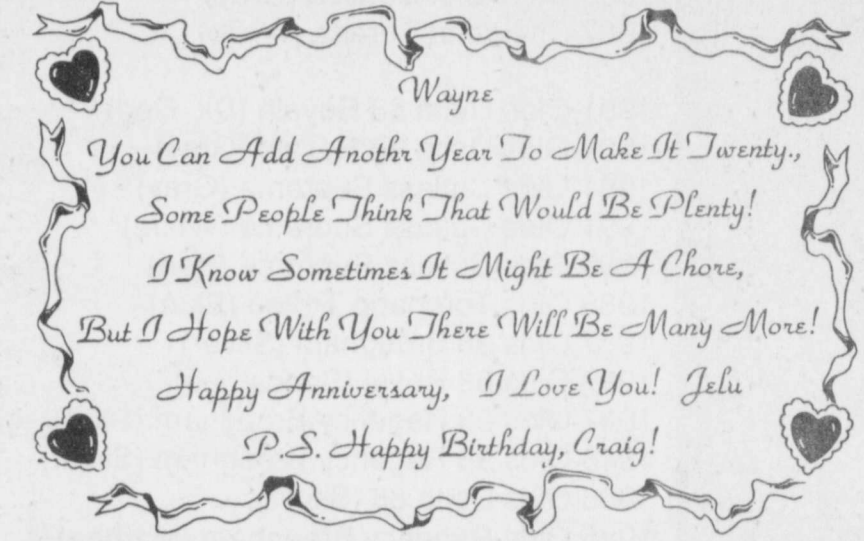 Wayne
You Can Add Anothr Year To Make It Twenty.,
Some People Think That Would Be Plenty!
I Know Sometimes It Might Be A Chore,
But I Hope With You There Will Be Many More!
Happy Anniversary, I Love You! Jelu
P.S. Happy Birthday, Craig!